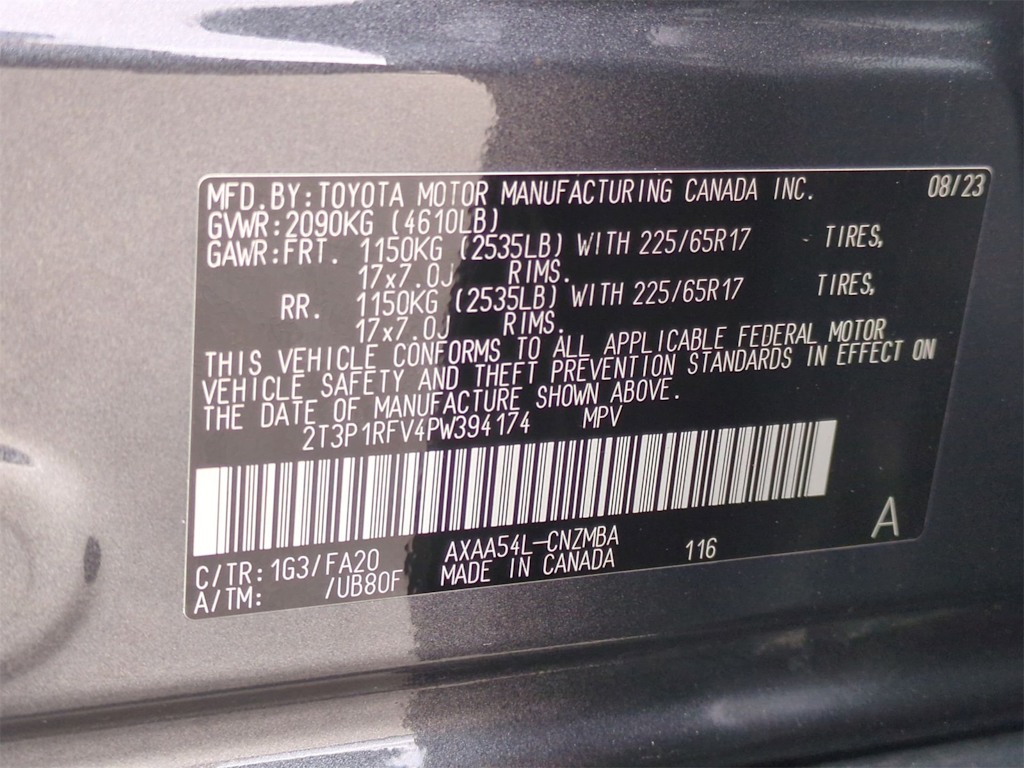 MFD.BY:TOYOTA MOTOR MANUFACTURING CANADA INC. 08/23
GVWR:2090KG (4610LB)
GAWR:FRT. 1150KG (2535LB) WITH 225/65R17 TIRES,
17x7.0J RIMS.
RR. 1150KG (2535LB) WITH 225/65R17 TIRES,
17x7.0J RIMS.
THIS VEHICLE CONFORMS TO ALL APPLICABLE FEDERAL MOTOR
VEHICLE SAFETY AND THEFT PREVENTION STANDARDS IN EFFECT ON
THE DATE OF MANUFACTURE SHOWN ABOVE.
2T3P1RFV4PW394174 MPV
C/TR:1G3/FA20 AXAA54L-CNZMBA 116 A
A/TM: /UB80F MADE IN CANADA